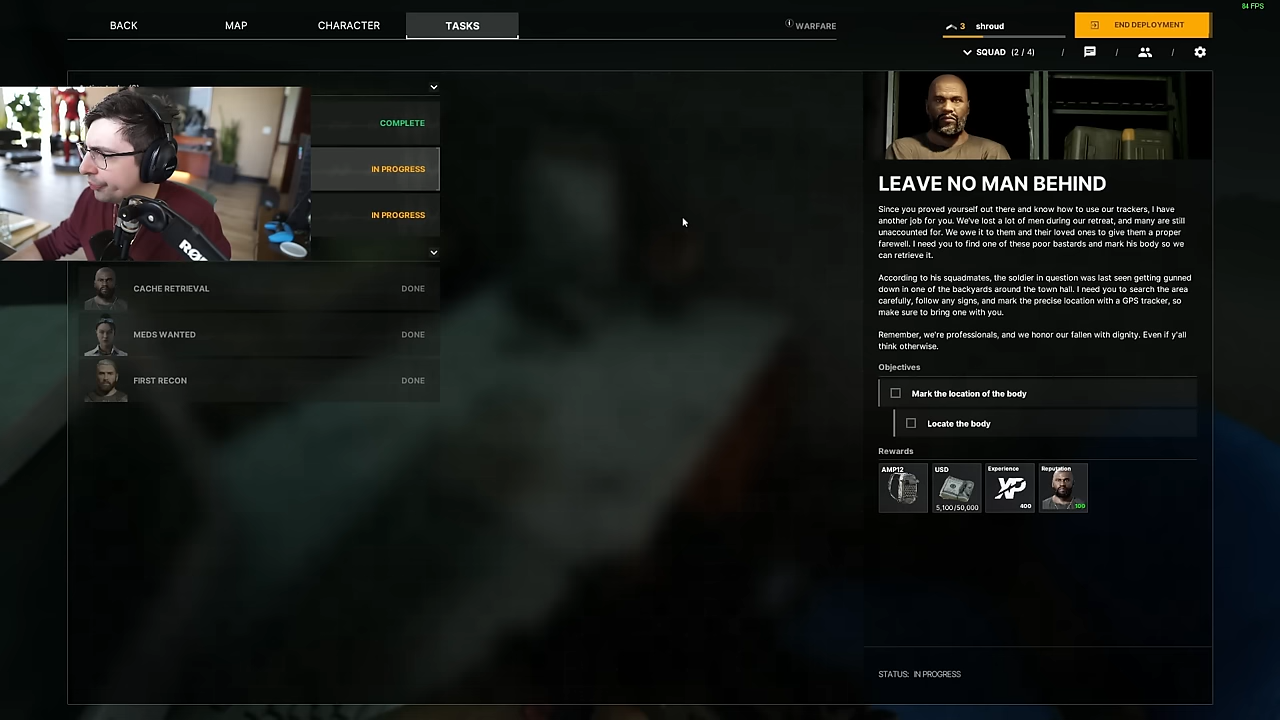 84 FPS
BACK
MAP
CHARACTER
TASKS
WARFARE
3 shroud
END DEPLOYMENT
SQUAD (2 / 4)
COMPLETE
IN PROGRESS
IN PROGRESS
CACHE RETRIEVAL DONE
MEDS WANTED DONE
FIRST RECON DONE
LEAVE NO MAN BEHIND
Since you proved yourself out there and know how to use our trackers, I have
another job for you. We've lost a lot of men during our retreat, and many are still
unaccounted for. We owe it to them and their loved ones to give them a proper
farewell. I need you to find one of these poor bastards and mark his body so we
can retrieve it.
According to his squadmates, the soldier in question was last seen getting gunned
down in one of the backyards around the town hall. I need you to search the area
carefully, follow any signs, and mark the precise location with a GPS tracker, so
make sure to bring one with you.
Remember, we're professionals, and we honor our fallen with dignity. Even if y'all
think otherwise.
Objectives
Mark the location of the body
Locate the body
Rewards
AMP12
USD
5,100/50,000
Experience
XP
400
Reputation
100
STATUS: IN PROGRESS